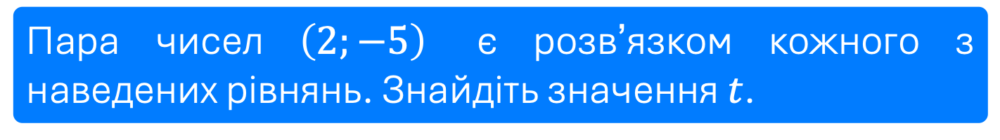 Пара чисел (2; −5) є розв’язком кожного з
наведених рівнянь. Знайдіть значення t.